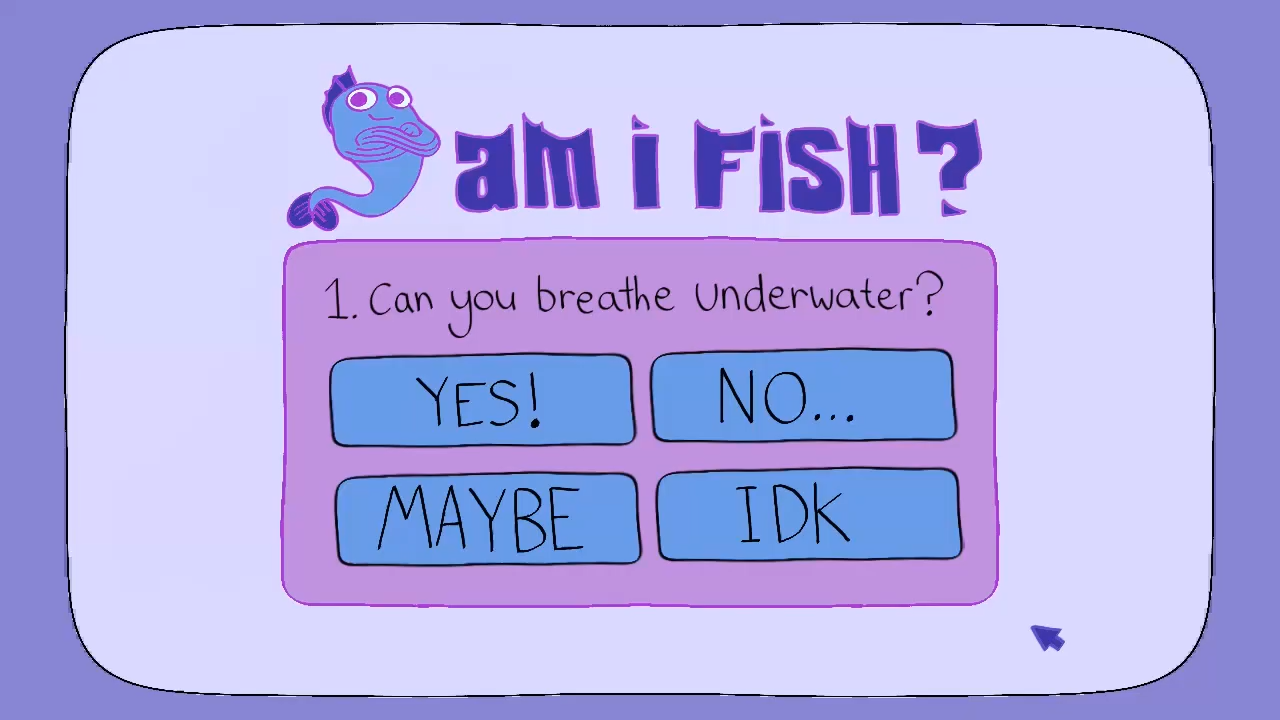 am i FiSH?
1. Can you breathe underwater?
YES!
NO...
MAYBE
IDK